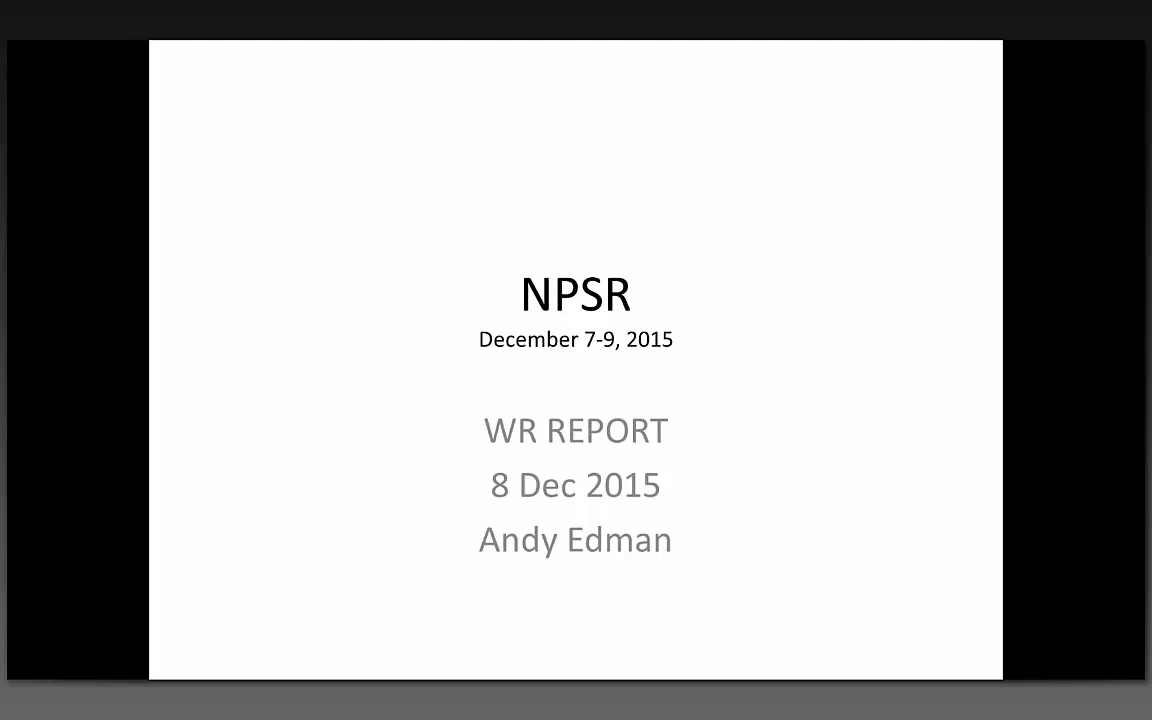 NPSR
December 7-9, 2015
WR REPORT
8 Dec 2015
Andy Edman